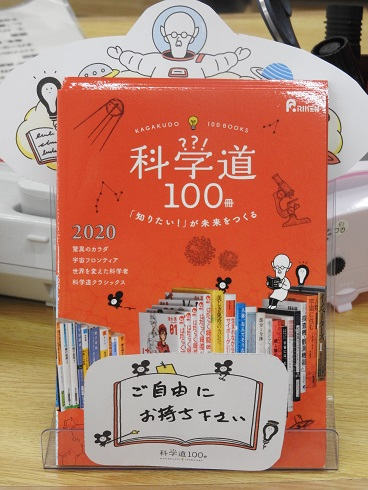 RIKEN
KAGAKUDO 100 BOOKS
??!
科学道
100冊
「知りたい！」が未来をつくる
2020
驚異のカラダ
宇宙フロンティア
世界を変えた科学者
科学道クラシックス
ご自由に
お持ち下さい
科学道100冊